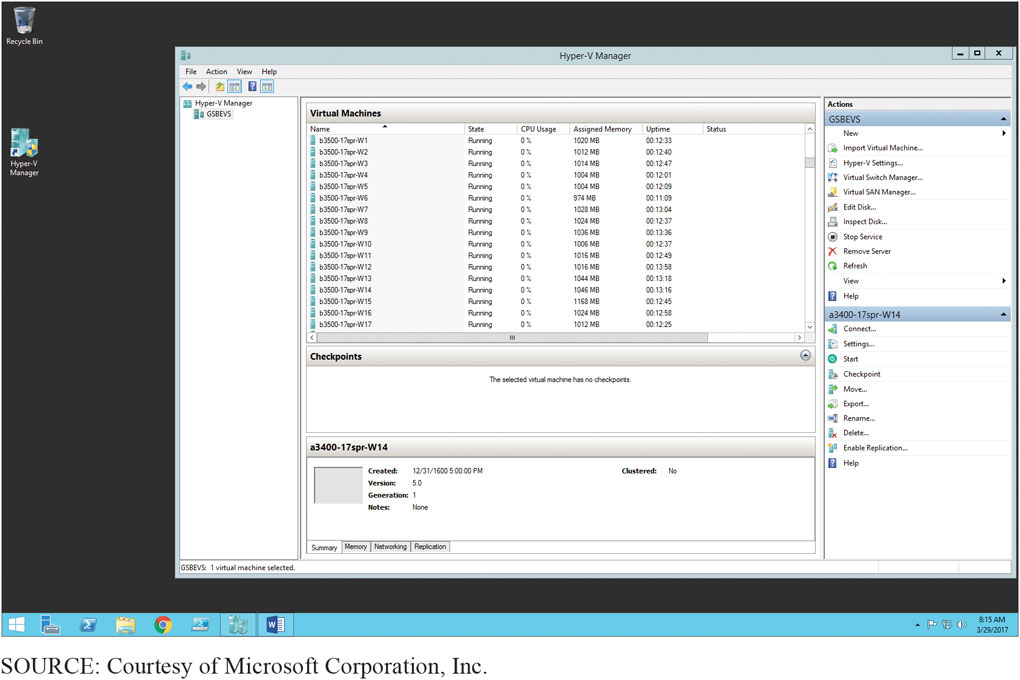 Recycle Bin
Hyper-V
Manager
Hyper-V Manager
File Action View Help
Hyper-V Manager
GSBEVS
Virtual Machines
Name State CPU Usage Assigned Memory Uptime Status
b3500-17spr-W1 Running 0 % 1020 MB 00:12:33
b3500-17spr-W2 Running 0 % 1012 MB 00:12:40
b3500-17spr-W3 Running 0 % 1014 MB 00:12:47
b3500-17spr-W4 Running 0 % 1004 MB 00:12:01
b3500-17spr-W5 Running 0 % 1004 MB 00:12:09
b3500-17spr-W6 Running 0 % 974 MB 00:11:09
b3500-17spr-W7 Running 0 % 1028 MB 00:13:04
b3500-17spr-W8 Running 0 % 1024 MB 00:12:37
b3500-17spr-W9 Running 0 % 1036 MB 00:13:36
b3500-17spr-W10 Running 0 % 1006 MB 00:12:37
b3500-17spr-W11 Running 0 % 1016 MB 00:12:49
b3500-17spr-W12 Running 0 % 1016 MB 00:13:58
b3500-17spr-W13 Running 0 % 1044 MB 00:13:18
b3500-17spr-W14 Running 0 % 1046 MB 00:13:16
b3500-17spr-W15 Running 0 % 1168 MB 00:12:45
b3500-17spr-W16 Running 0 % 1024 MB 00:12:58
b3500-17spr-W17 Running 0 % 1012 MB 00:12:25
Checkpoints
The selected virtual machine has no checkpoints.
a3400-17spr-W14
Created: 12/31/1600 5:00:00 PM Clustered: No
Version: 5.0
Generation: 1
Notes: None
Summary Memory Networking Replication
Actions
GSBEVS
New
Import Virtual Machine...
Hyper-V Settings...
Virtual Switch Manager...
Virtual SAN Manager...
Edit Disk...
Inspect Disk...
Stop Service
Remove Server
Refresh
View
Help
a3400-17spr-W14
Connect...
Settings...
Start
Checkpoint
Move...
Export...
Rename...
Delete...
Enable Replication...
Help
GSBEVS: 1 virtual machine selected.
8:15 AM
3/29/2017
SOURCE: Courtesy of Microsoft Corporation, Inc.